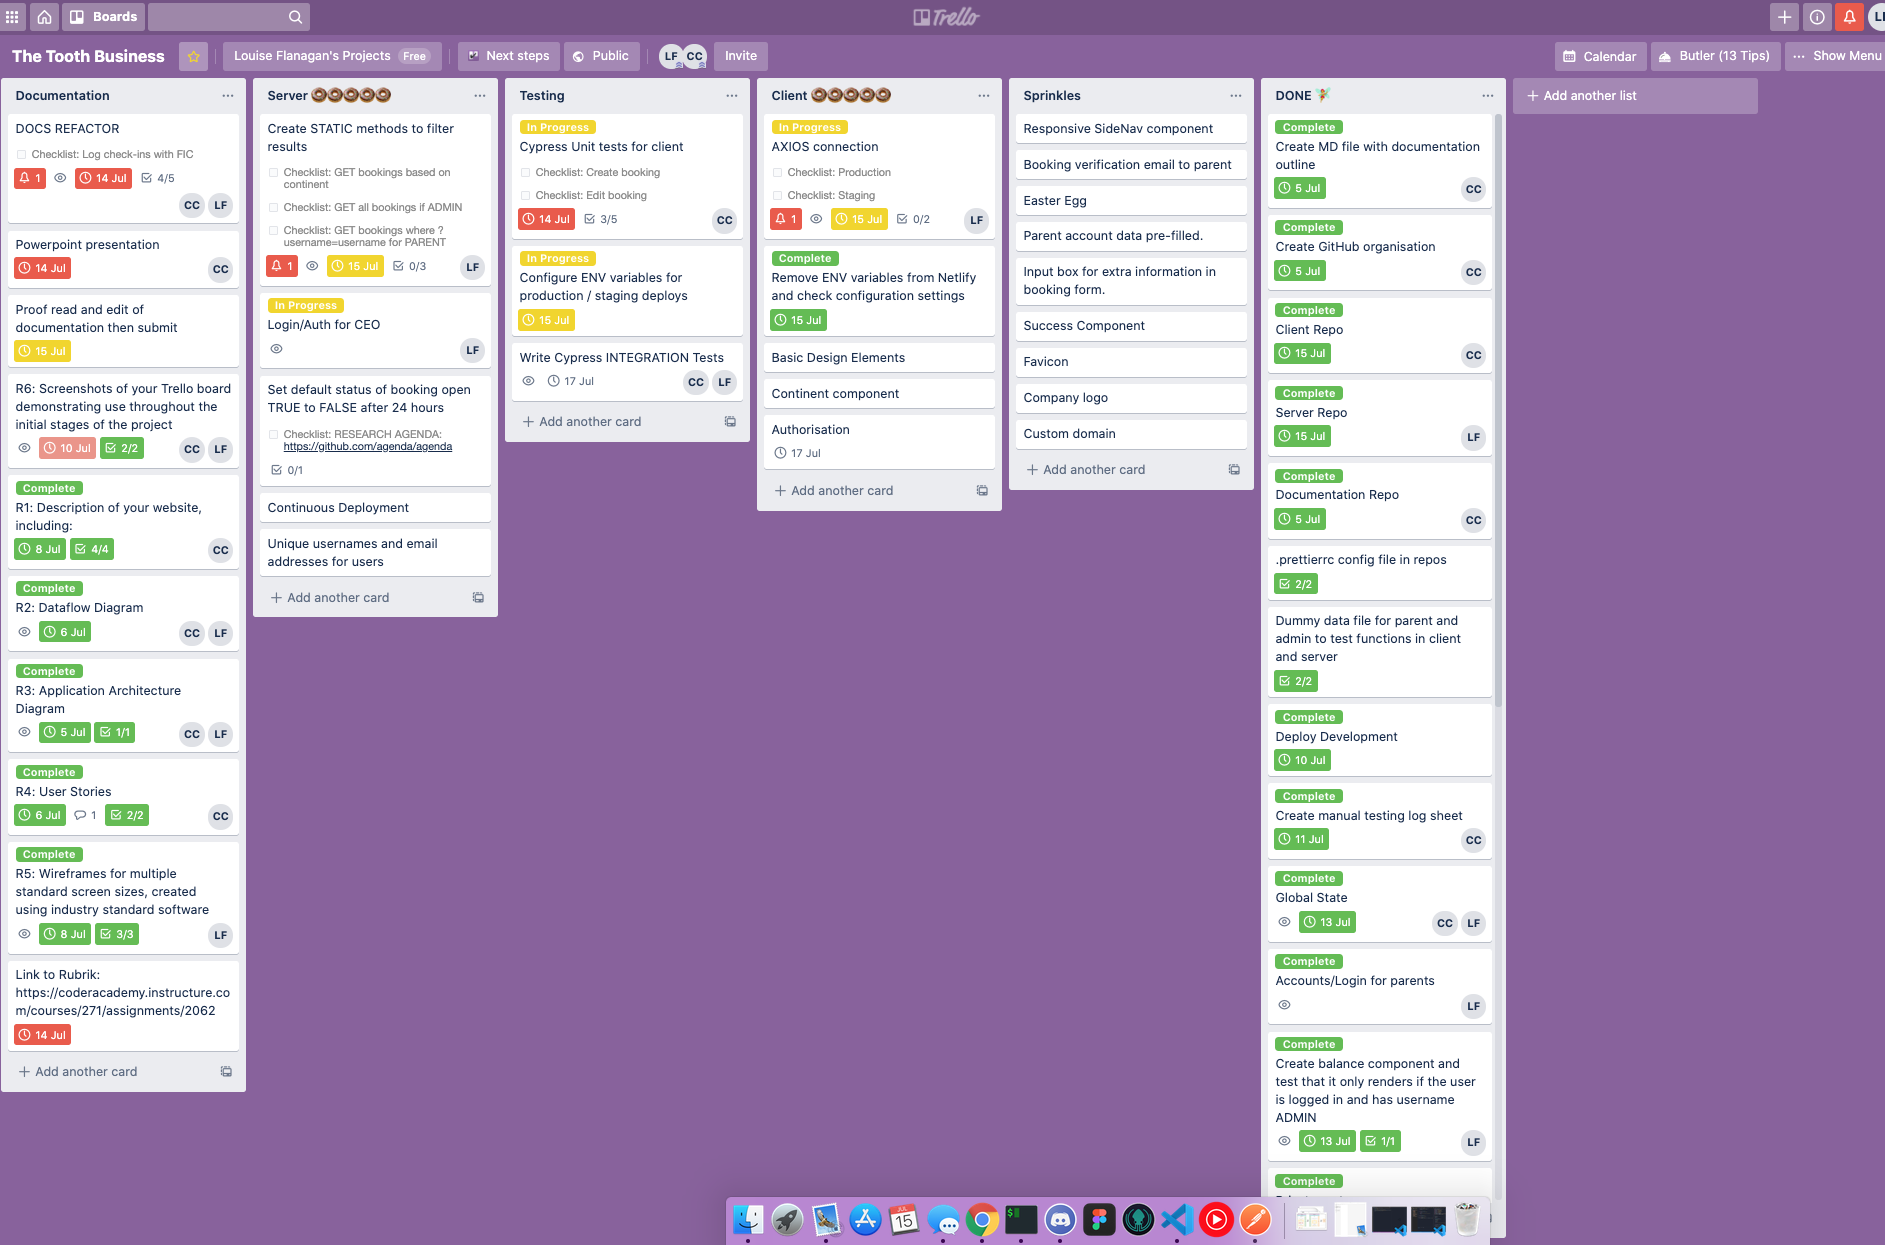 Boards
Trello
LF
The Tooth Business
Louise Flanagan's Projects Free
Next steps
Public
LF CC
Invite
Calendar
Butler (13 Tips)
Show Menu
Documentation
DOCS REFACTOR
Checklist: Log check-ins with FIC
1 14 Jul 4/5
CC LF
Powerpoint presentation
14 Jul CC
Proof read and edit of
documentation then submit
15 Jul
R6: Screenshots of your Trello board
demonstrating use throughout the
initial stages of the project
10 Jul 2/2 CC LF
Complete
R1: Description of your website,
including:
8 Jul 4/4 CC
Complete
R2: Dataflow Diagram
6 Jul CC LF
Complete
R3: Application Architecture
Diagram
5 Jul 1/1 CC LF
Complete
R4: User Stories
6 Jul 1 2/2 CC
Complete
R5: Wireframes for multiple
standard screen sizes, created
using industry standard software
8 Jul 3/3 LF
Link to Rubrik:
https://coderacademy.instructure.co
m/courses/271/assignments/2062
14 Jul
+ Add another card
Server 🍩🍩🍩🍩🍩
Create STATIC methods to filter
results
Checklist: GET bookings based on
continent
Checklist: GET all bookings if ADMIN
Checklist: GET bookings where ?
username=username for PARENT
1 15 Jul 0/3 LF
In Progress
Login/Auth for CEO
LF
Set default status of booking open
TRUE to FALSE after 24 hours
Checklist: RESEARCH AGENDA:
https://github.com/agenda/agenda
0/1
Continuous Deployment
Unique usernames and email
addresses for users
+ Add another card
Testing
In Progress
Cypress Unit tests for client
Checklist: Create booking
Checklist: Edit booking
14 Jul 3/5 CC
In Progress
Configure ENV variables for
production / staging deploys
15 Jul
Write Cypress INTEGRATION Tests
17 Jul CC LF
+ Add another card
Client 🍩🍩🍩🍩🍩
In Progress
AXIOS connection
Checklist: Production
Checklist: Staging
1 15 Jul 0/2 LF
Complete
Remove ENV variables from Netlify
and check configuration settings
15 Jul
Basic Design Elements
Continent component
Authorisation
17 Jul
+ Add another card
Sprinkles
Responsive SideNav component
Booking verification email to parent
Easter Egg
Parent account data pre-filled.
Input box for extra information in
booking form.
Success Component
Favicon
Company logo
Custom domain
+ Add another card
DONE
Complete
Create MD file with documentation
outline
5 Jul CC
Complete
Create GitHub organisation
5 Jul CC
Complete
Client Repo
15 Jul CC
Complete
Server Repo
15 Jul LF
Complete
Documentation Repo
5 Jul CC
.prettierrc config file in repos
2/2
Dummy data file for parent and
admin to test functions in client
and server
2/2
Complete
Deploy Development
10 Jul
Complete
Create manual testing log sheet
11 Jul CC
Complete
Global State
13 Jul CC LF
Complete
Accounts/Login for parents
LF
Complete
Create balance component and
test that it only renders if the user
is logged in and has username
ADMIN
13 Jul 1/1 LF
Complete
+ Add another list
JUL
15